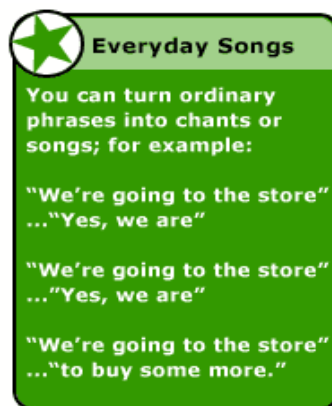 Everyday Songs
You can turn ordinary
phrases into chants or
songs; for example:
“We’re going to the store”
...“Yes, we are”
“We’re going to the store”
...”Yes, we are”
“We’re going to the store”
...“to buy some more.”